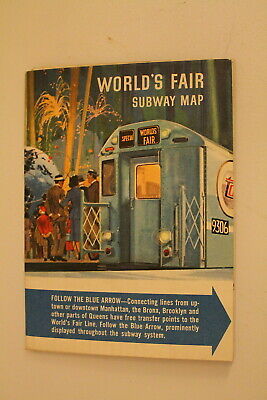 WORLD'S FAIR
SUBWAY MAP
SPECIAL
WORLDS'
FAIR
9306
FOLLOW THE BLUE ARROW—Connecting lines from up-
town or downtown Manhattan, the Bronx, Brooklyn and
other parts of Queens have free transfer points to the
World's Fair Line. Follow the Blue Arrow, prominently
displayed throughout the subway system.